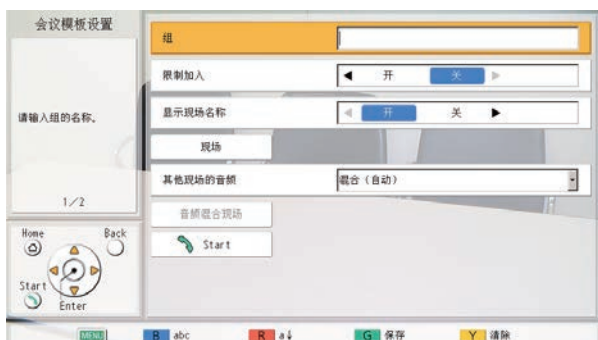 会议模板设置
请输入组的名称。
1／2
Home
Back
Start
Enter
组
限制加入
◀ 开 关 ▶
显示现场名称
◀ 开 关 ▶
现场
其他现场的音频
混合（自动）
音频混合现场
Start
MENU
B abc
R a↓
G 保存
Y 清除